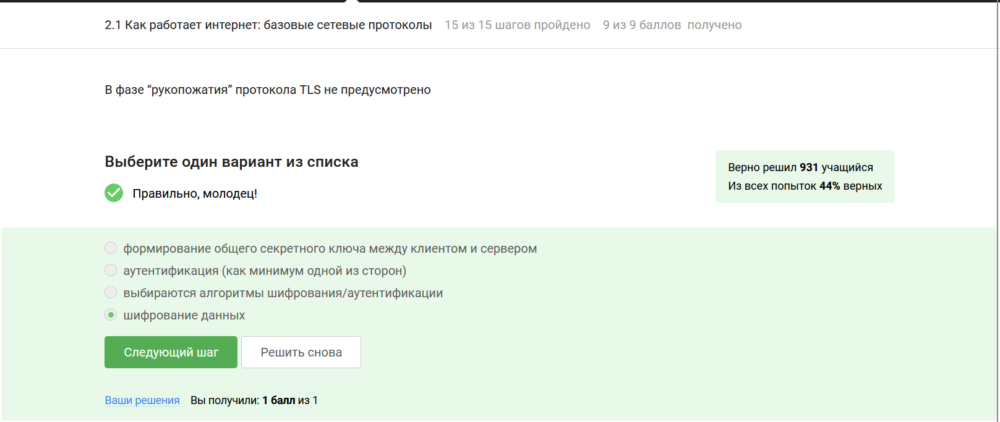 2.1 Как работает интернет: базовые сетевые протоколы 15 из 15 шагов пройдено 9 из 9 баллов получено
В фазе “рукопожатия” протокола TLS не предусмотрено
Выберите один вариант из списка
Правильно, молодец!
Верно решил 931 учащийся
Из всех попыток 44% верных
формирование общего секретного ключа между клиентом и сервером
аутентификация (как минимум одной из сторон)
выбираются алгоритмы шифрования/аутентификации
шифрование данных
Следующий шаг Решить снова
Ваши решения Вы получили: 1 балл из 1